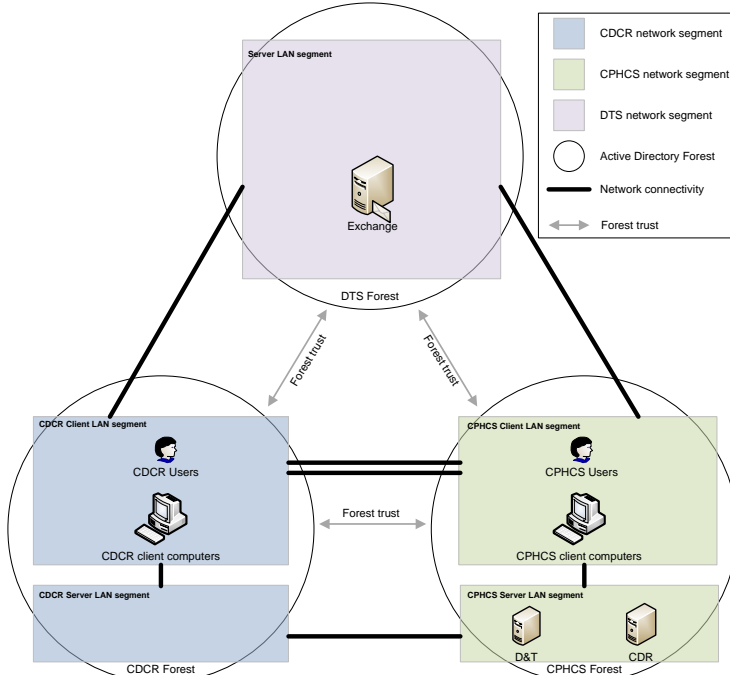 Server LAN segment
Exchange
DTS Forest
CDCR network segment
CPHCS network segment
DTS network segment
Active Directory Forest
Network connectivity
Forest trust
Forest trust
Forest trust
CDCR Client LAN segment
CDCR Users
CDCR client computers
Forest trust
CPHCS Client LAN segment
CPHCS Users
CPHCS client computers
CDCR Server LAN segment
CDCR Forest
CPHCS Server LAN segment
D&T
CDR
CPHCS Forest